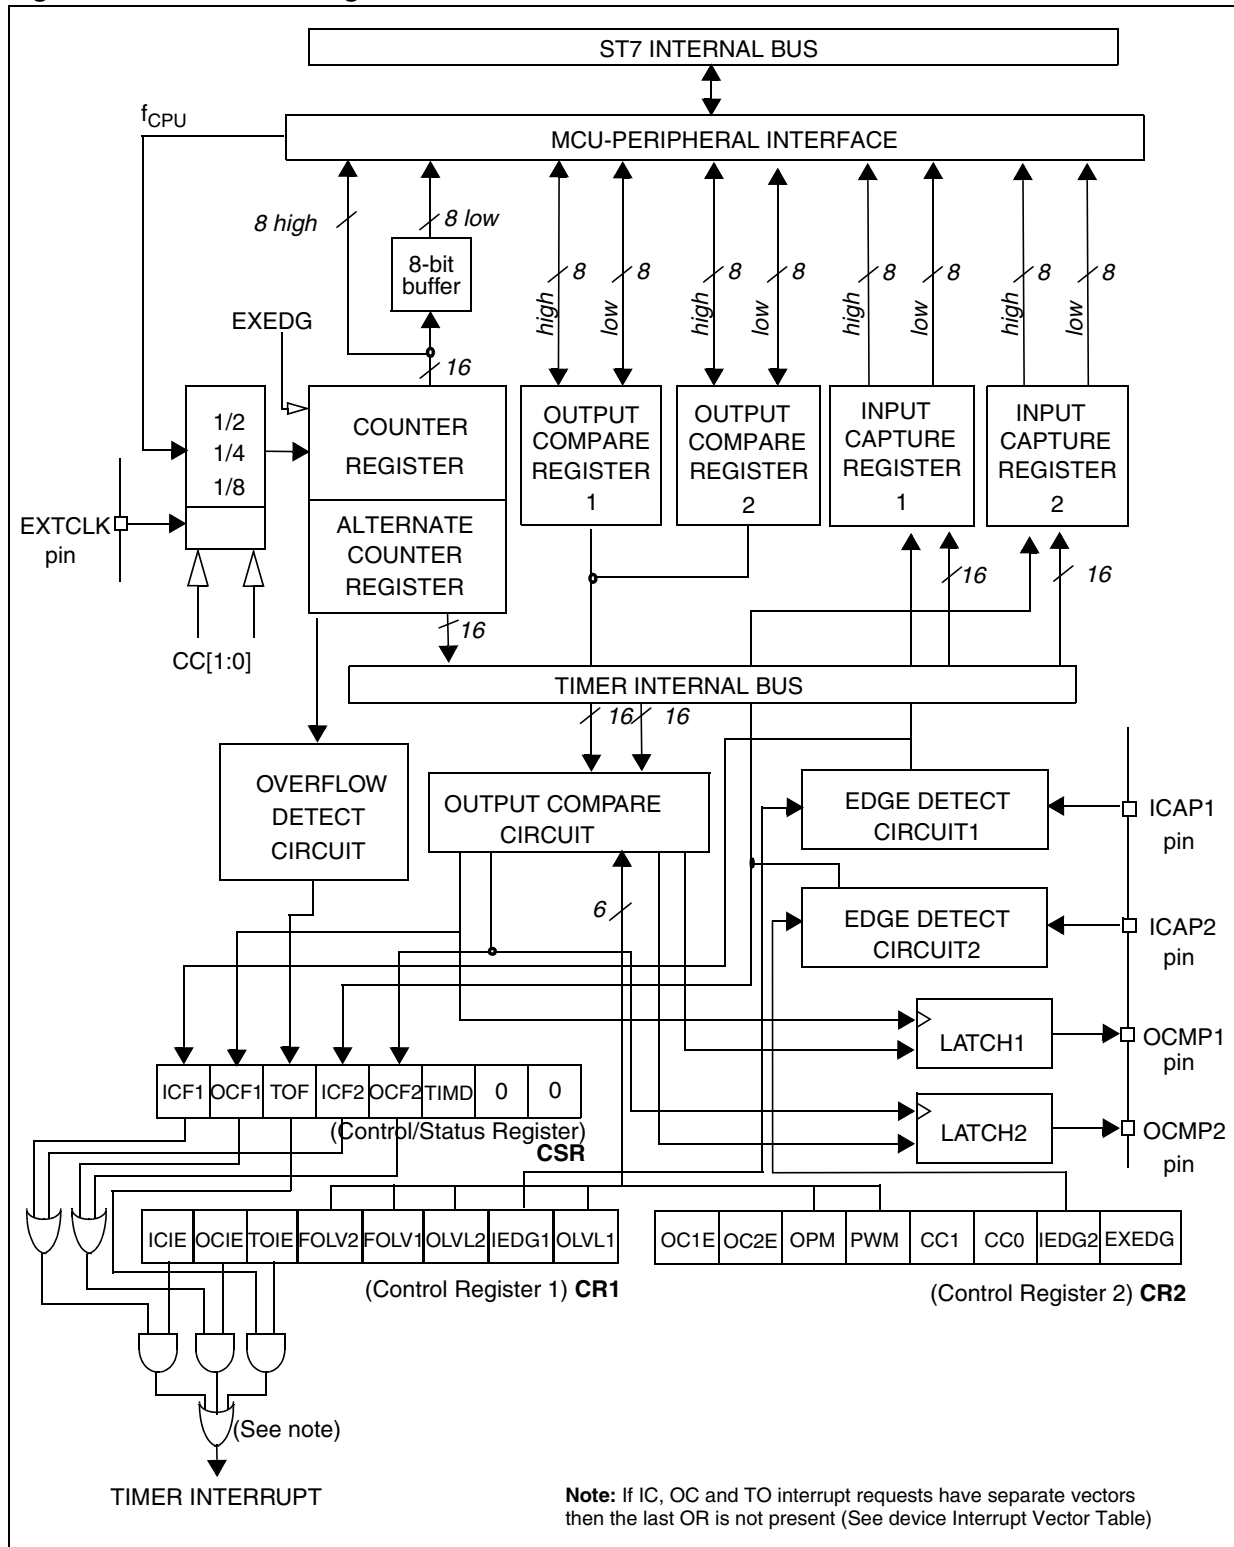 ST7 INTERNAL BUS
fCPU
MCU-PERIPHERAL INTERFACE
8 high
8 low
8-bit
buffer
8
8
8
8
8
8
8
8
high
low
high
low
high
low
high
low
EXEDG
16
1/2
1/4
1/8
COUNTER
REGISTER
OUTPUT
COMPARE
REGISTER
1
OUTPUT
COMPARE
REGISTER
2
INPUT
CAPTURE
REGISTER
1
INPUT
CAPTURE
REGISTER
2
EXTCLK
pin
ALTERNATE
COUNTER
REGISTER
16
16
16
CC[1:0]
TIMER INTERNAL BUS
16
16
OVERFLOW
DETECT
CIRCUIT
OUTPUT COMPARE
CIRCUIT
EDGE DETECT
CIRCUIT1
ICAP1
pin
6
EDGE DETECT
CIRCUIT2
ICAP2
pin
LATCH1
OCMP1
pin
ICF1 OCF1 TOF ICF2 OCF2 TIMD 0 0
(Control/Status Register)
CSR
LATCH2
OCMP2
pin
ICIE OCIE TOIE FOLV2 FOLV1 OLVL2 IEDG1 OLVL1
(Control Register 1) CR1
OC1E OC2E OPM PWM CC1 CC0 IEDG2 EXEDG
(Control Register 2) CR2
(See note)
TIMER INTERRUPT
Note: If IC, OC and TO interrupt requests have separate vectors
then the last OR is not present (See device Interrupt Vector Table)